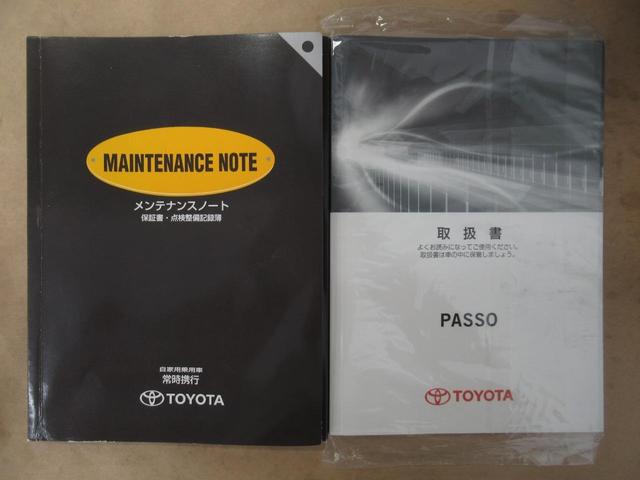 MAINTENANCE NOTE
メンテナンスノート
保証書・点検整備記録簿
自家用乗用車
常時携行
TOYOTA
取扱書
よくお読みになってご使用ください。
取扱書は車の中に保管しましょう。
PASSO
TOYOTA